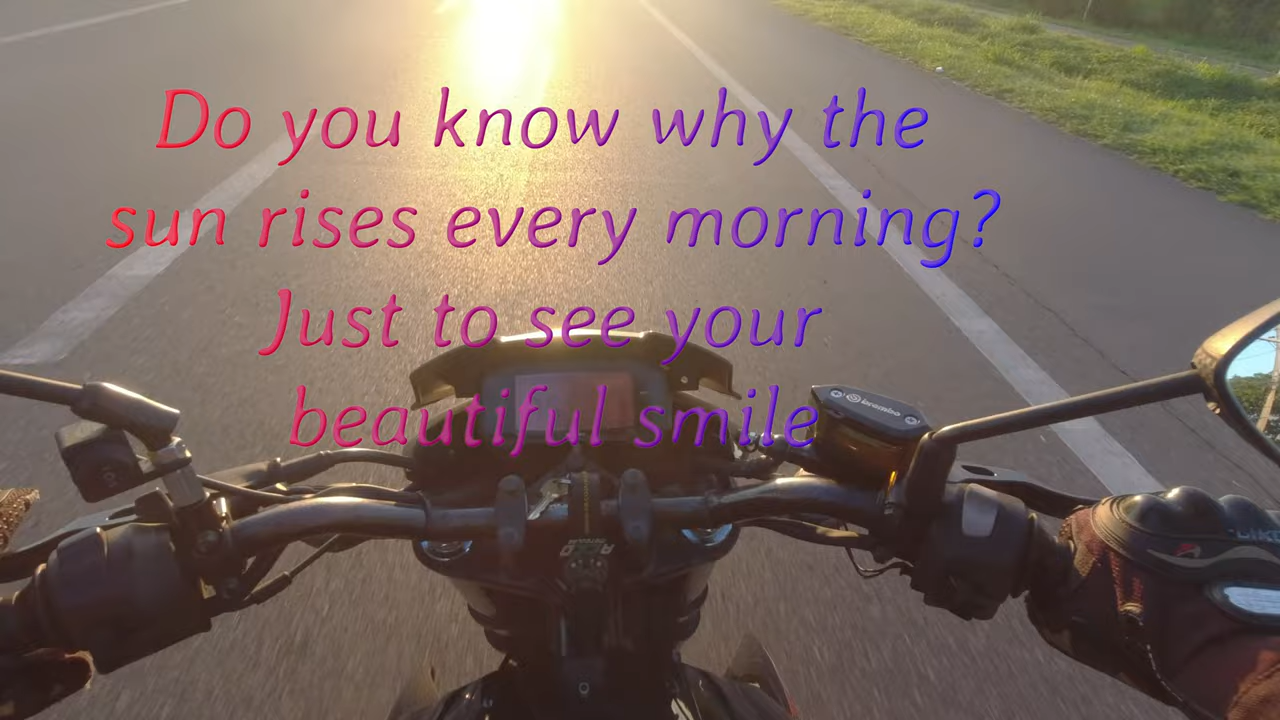 Do you know why the
sun rises every morning?
Just to see your
beautiful smile
brembo